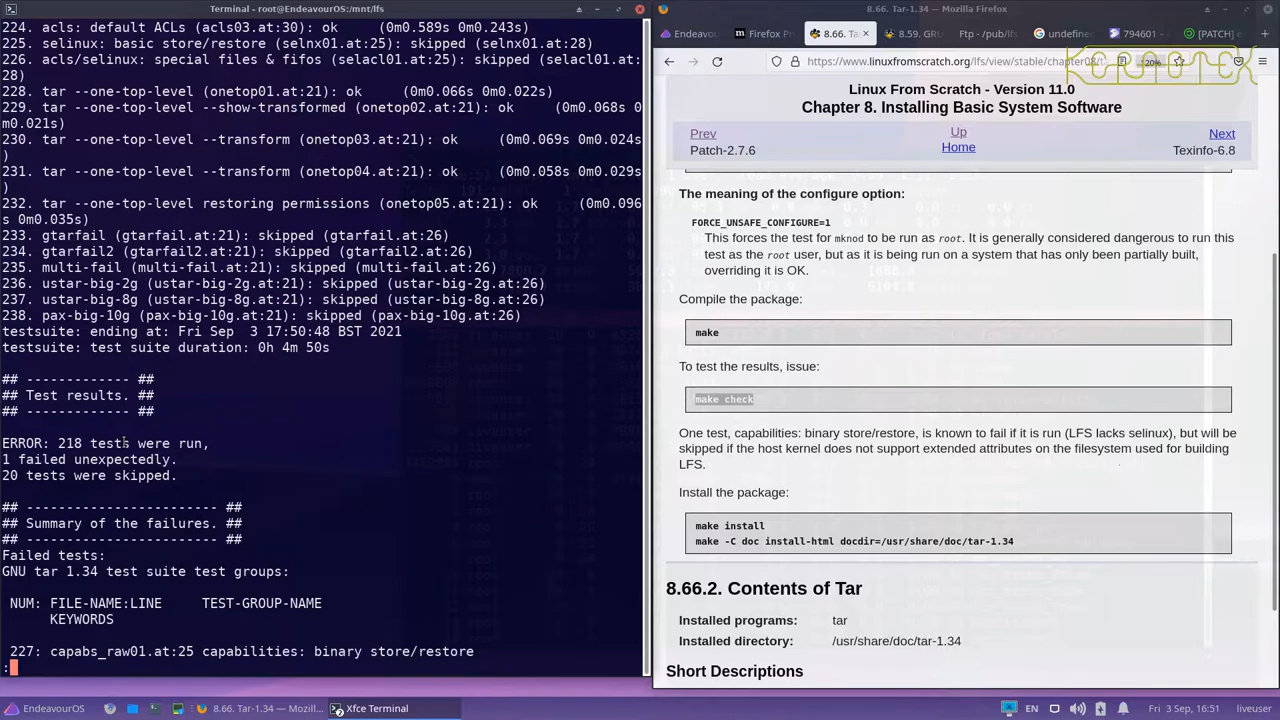 Terminal - root@EndeavourOS:/mnt/lfs
224. acls: default ACLs (acls03.at:30) ok (0m0.589s 0m0.243s)
225. selinux: basic store/restore (selnx01.at:25): skipped (selnx01.at:28)
226. acls/selinux: special files & fifos (selacl01.at:25): skipped (selacl01.at:
28)
228. tar --one-top-level (onetop01.at:21): ok (0m0.066s 0m0.022s)
229. tar --one-top-level --show-transformed (onetop02.at:21): ok (0m0.068s 0
m0.021s)
230. tar --one-top-level --transform (onetop03.at:21): ok (0m0.069s 0m0.024s
)
231. tar --one-top-level --transform (onetop04.at:21): ok (0m0.058s 0m0.029s
)
232. tar --one-top-level restoring permissions (onetop05.at:21): ok (0m0.096
s 0m0.035s)
233. gtarfail (gtarfail.at:21): skipped (gtarfail.at:26)
234. gtarfail2 (gtarfail2.at:21): skipped (gtarfail2.at:26)
235. multi-fail (multi-fail.at:21): skipped (multi-fail.at:26)
236. ustar-big-2g (ustar-big-2g.at:21): skipped (ustar-big-2g.at:26)
237. ustar-big-8g (ustar-big-8g.at:21): skipped (ustar-big-8g.at:26)
238. pax-big-10g (pax-big-10g.at:21): skipped (pax-big-10g.at:26)
testsuite: ending at: Fri Sep  3 17:50:48 BST 2021
testsuite: test suite duration: 0h 4m 50s
## ------------- ##
## Test results. ##
## ------------- ##
ERROR: 218 tests were run,
1 failed unexpectedly.
20 tests were skipped.
## ------------------------ ##
## Summary of the failures. ##
## ------------------------ ##
Failed tests:
GNU tar 1.34 test suite test groups:
NUM: FILE-NAME:LINE TEST-GROUP-NAME
KEYWORDS
227: capabs_raw01.at:25 capabilities: binary store/restore
:
8.66. Tar-1.34 — Mozilla Firefox
Endeavou
Firefox Po
8.66. Tar-1
8.59. GRU
Ftp - /pub/lfs
undefine
794601 -
[PATCH] e
https://www.linuxfromscratch.org/lfs/view/stable/chapter08/t
120%
KERNOTEX
Linux From Scratch - Version 11.0
Chapter 8. Installing Basic System Software
Prev Up Next
Patch-2.7.6 Home Texinfo-6.8
The meaning of the configure option:
FORCE_UNSAFE_CONFIGURE=1
This forces the test for mknod to be run as root. It is generally considered dangerous to run this
test as the root user, but as it is being run on a system that has only been partially built,
overriding it is OK.
Compile the package:
make
To test the results, issue:
make check
One test, capabilities: binary store/restore, is known to fail if it is run (LFS lacks selinux), but will be
skipped if the host kernel does not support extended attributes on the filesystem used for building
LFS.
Install the package:
make install
make -C doc install-html docdir=/usr/share/doc/tar-1.34
8.66.2. Contents of Tar
Installed programs: tar
Installed directory: /usr/share/doc/tar-1.34
Short Descriptions
EndeavourOS
8.66. Tar-1.34 — Mozilla...
Xfce Terminal
EN
Fri 3 Sep, 16:51
liveuser